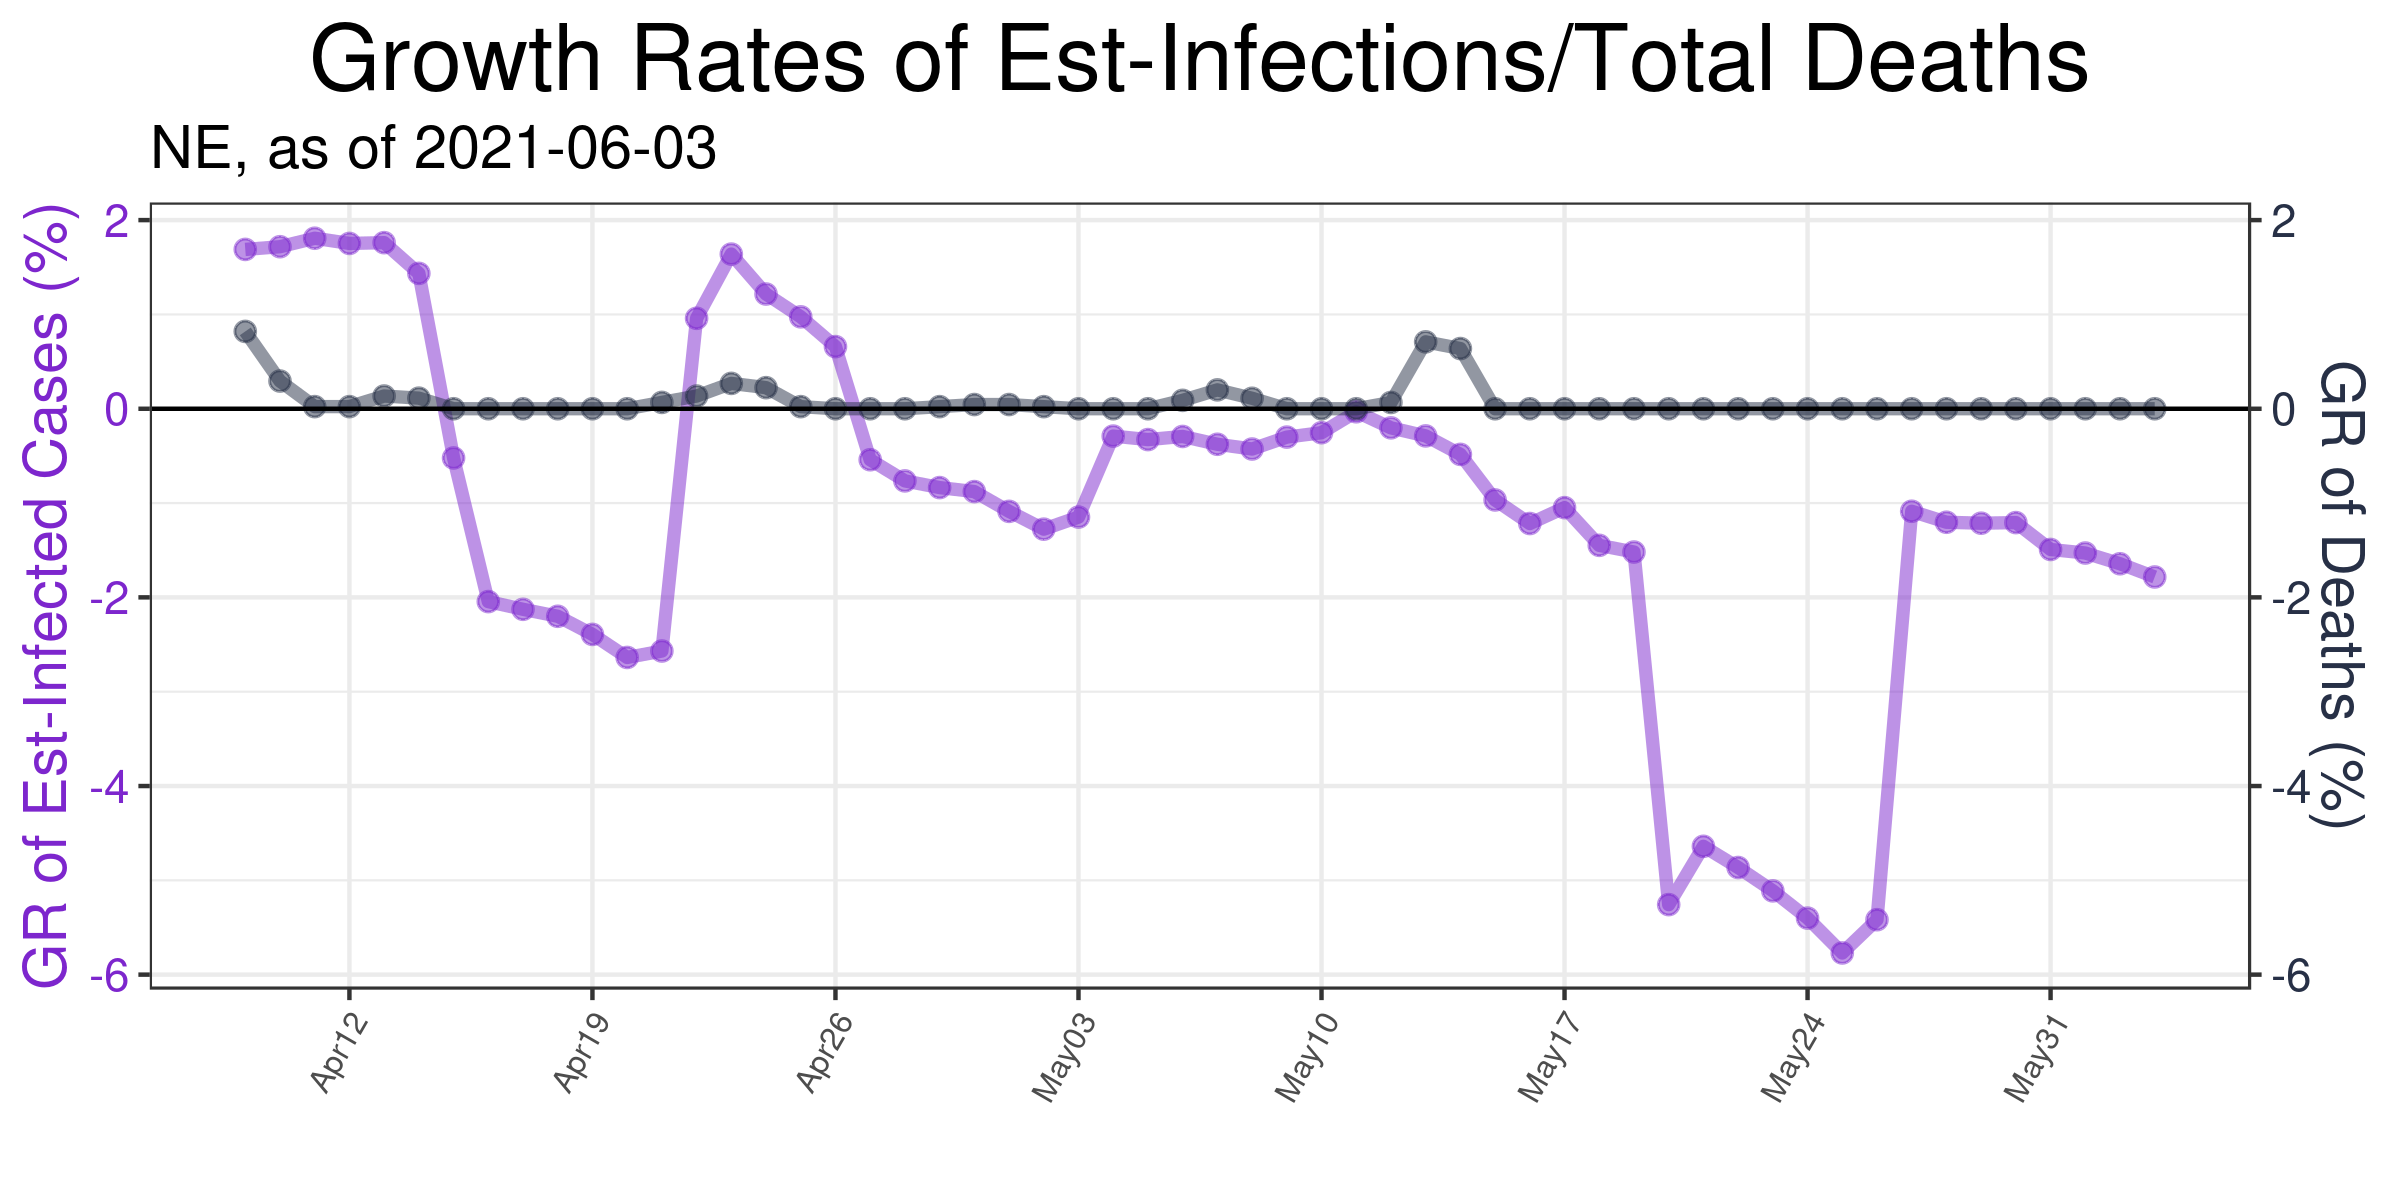 Growth Rates of Est-Infections/Total Deaths
NE, as of 2021-06-03
GR of Est-Infected Cases (%)
2
0
-2
-4
-6
2
0
-2
-4
-6
GR of Deaths (%)
Apr12
Apr19
Apr26
May03
May10
May17
May24
May31